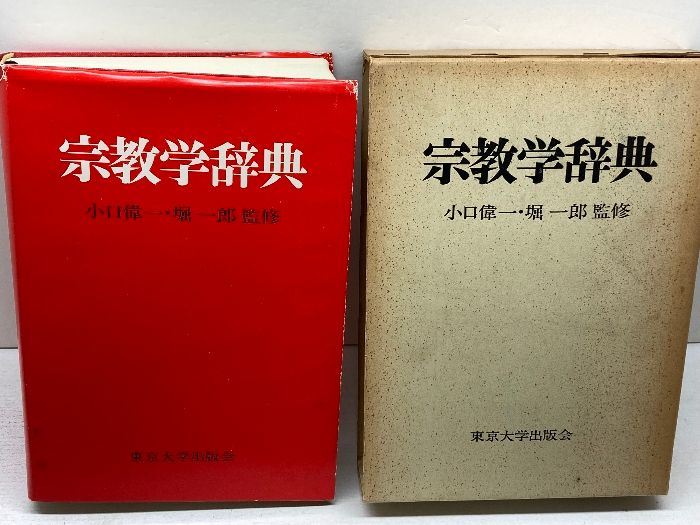 宗教学辞典
小口偉一・堀 一郎 監修
東京大学出版会
宗教学辞典
小口偉一・堀 一郎 監修
東京大学出版会